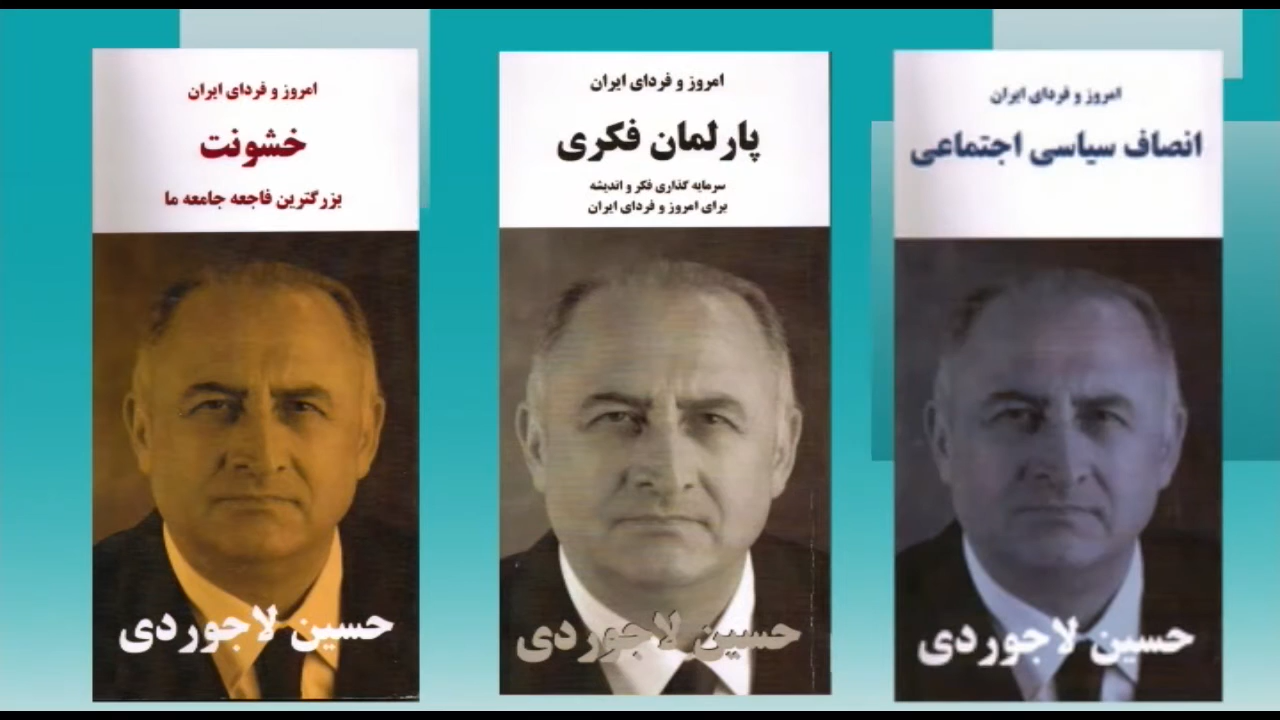 امروز و فردای ایران
خشونت
بزرگترین فاجعه جامعه ما
حسین لاجوردی
امروز و فردای ایران
پارلمان فکری
سرمایه گذاری فکر و اندیشه
برای امروز و فردای ایران
حسین لاجوردی
امروز و فردای ایران
انصاف سیاسی اجتماعی
حسین لاجوردی